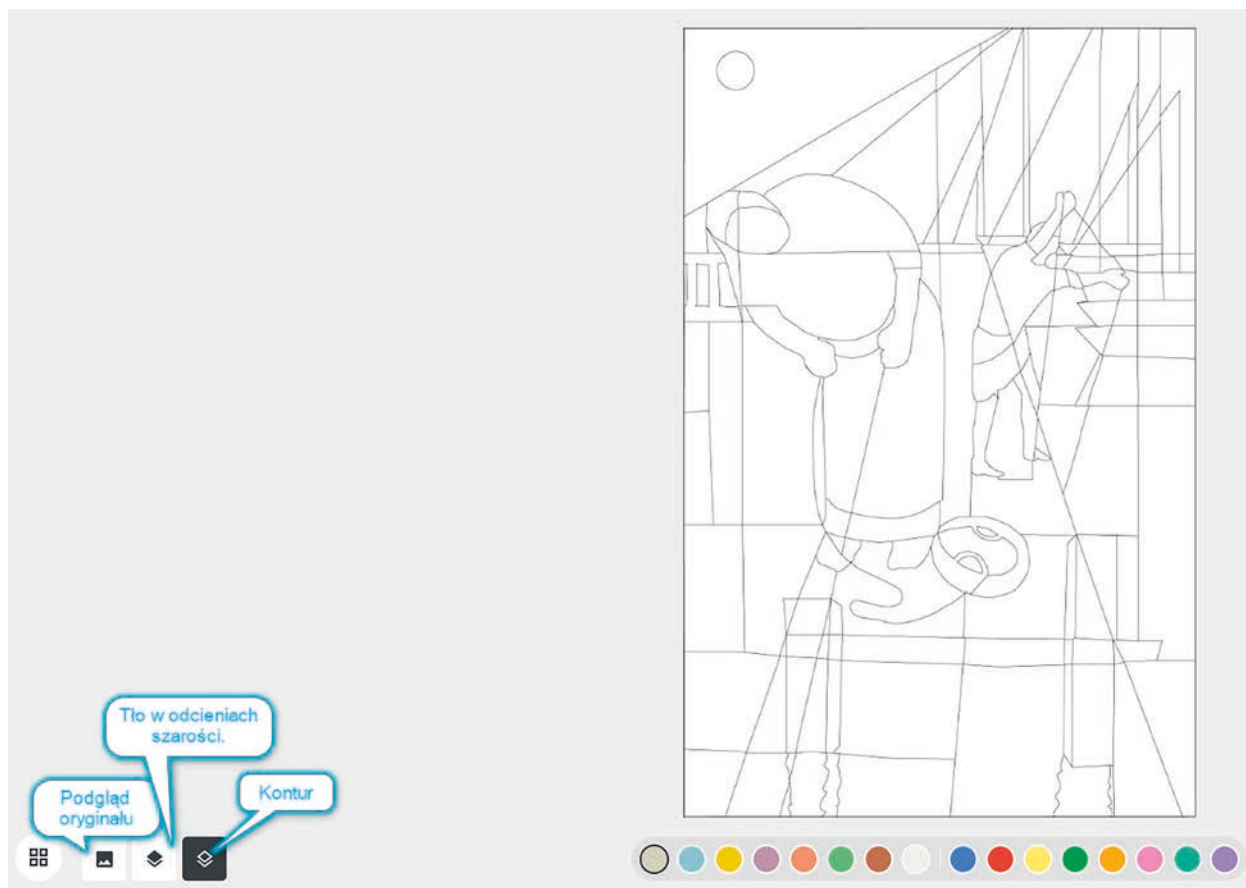 Tło w odcieniach
szarości.
Podgląd
oryginału
Kontur